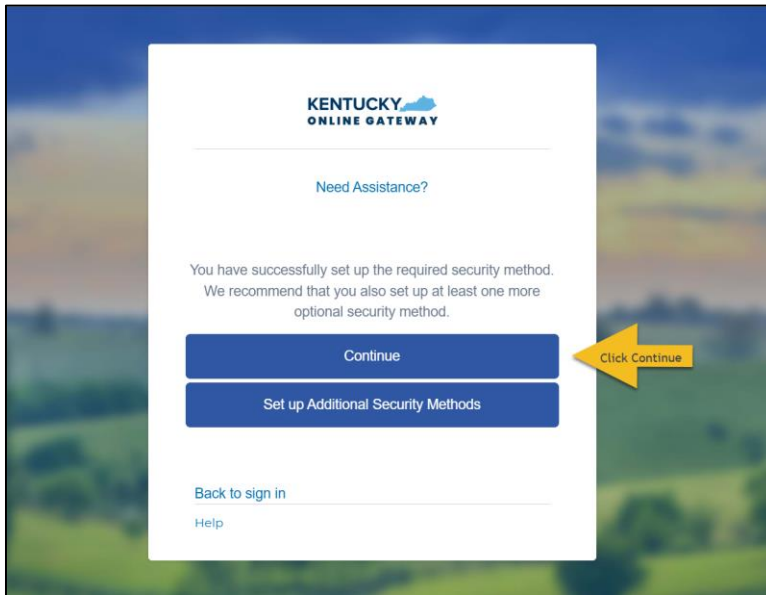 KENTUCKY
ONLINE GATEWAY
Need Assistance?
You have successfully set up the required security method.
We recommend that you also set up at least one more
optional security method.
Continue
Click Continue
Set up Additional Security Methods
Back to sign in
Help